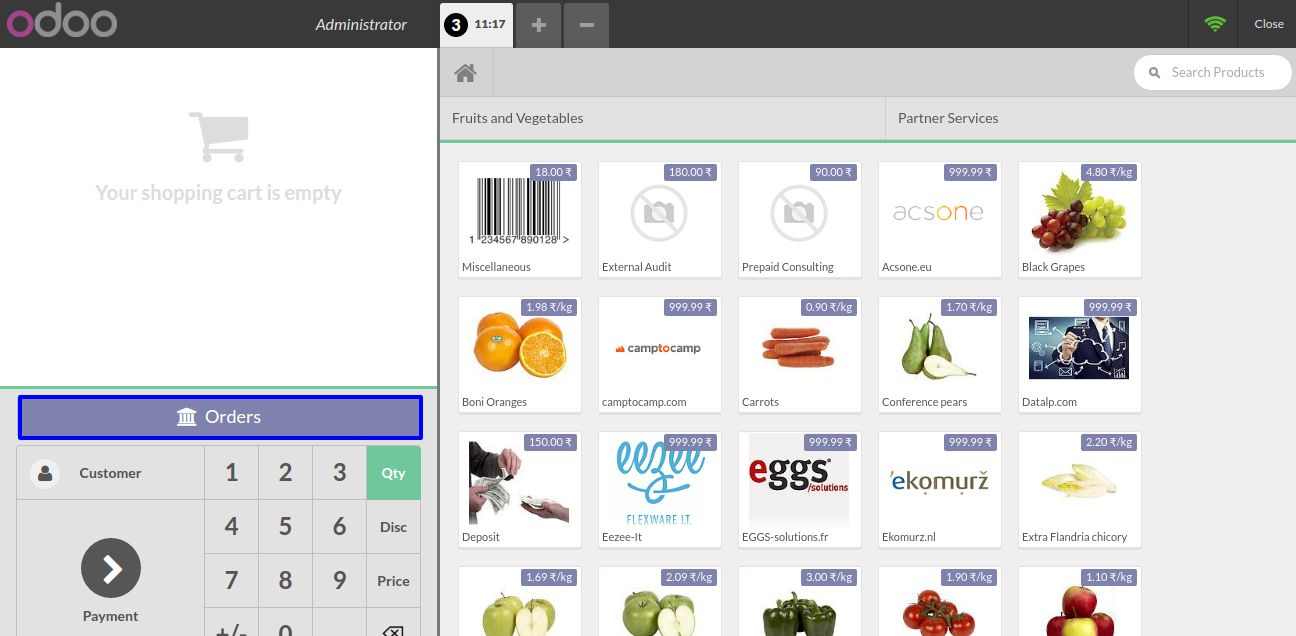 odoo
Administrator
3 11:17
+
−
Close
Search Products
Fruits and Vegetables
Partner Services
Your shopping cart is empty
18.00 ₹
180.00 ₹
90.00 ₹
999.99 ₹
4.80 ₹/kg
1 234567 890128 >
acsone
Miscellaneous
External Audit
Prepaid Consulting
Acsone.eu
Black Grapes
1.98 ₹/kg
999.99 ₹
0.90 ₹/kg
1.70 ₹/kg
999.99 ₹
camptocamp
Boni Oranges
camptocamp.com
Carrots
Conference pears
Datalp.com
150.00 ₹
999.99 ₹
999.99 ₹
999.99 ₹
2.20 ₹/kg
eezee
FLEXWARE I.T.
eggs
/solutions
ekomurž
Deposit
Eezee-It
EGGS-solutions.fr
Ekomurz.nl
Extra Flandria chicory
1.69 ₹/kg
2.09 ₹/kg
3.00 ₹/kg
1.90 ₹/kg
1.10 ₹/kg
Orders
Customer
1 2 3 Qty
4 5 6 Disc
7 8 9 Price
+/- 0
Payment